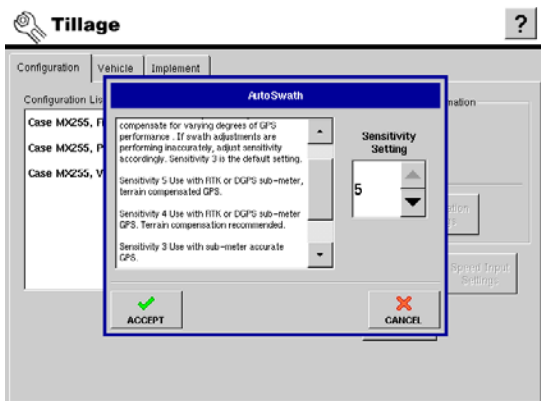 Tillage
?
Configuration
Vehicle
Implement
Configuration Lis
Case MX255, Fl
Case MX255, P
Case MX255, V
AutoSwath
compensate for varying degrees of GPS
performance . If swath adjustments are
performing inaccurately, adjust sensitivity
accordingly. Sensitivity 3 is the default setting.
Sensitivity 5 Use with RTK or DGPS sub-meter,
terrain compensated GPS.
Sensitivity 4 Use with RTK or DGPS sub-meter
GPS. Terrain compensation recommended.
Sensitivity 3 Use with sub-meter accurate
GPS.
Sensitivity
Setting
5
ACCEPT
CANCEL
mation
ation
Speed Input
Settings